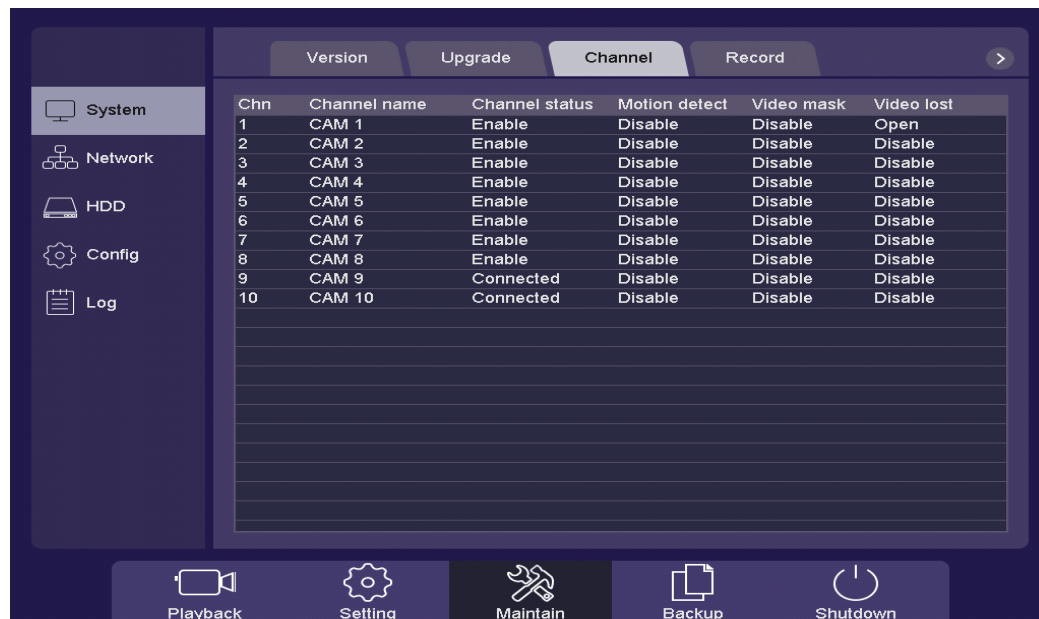 Version Upgrade Channel Record
System
Network
HDD
Config
Log
Chn Channel name Channel status Motion detect Video mask Video lost
1 CAM 1 Enable Disable Disable Open
2 CAM 2 Enable Disable Disable Disable
3 CAM 3 Enable Disable Disable Disable
4 CAM 4 Enable Disable Disable Disable
5 CAM 5 Enable Disable Disable Disable
6 CAM 6 Enable Disable Disable Disable
7 CAM 7 Enable Disable Disable Disable
8 CAM 8 Enable Disable Disable Disable
9 CAM 9 Connected Disable Disable Disable
10 CAM 10 Connected Disable Disable Disable
Playback Setting Maintain Backup Shutdown